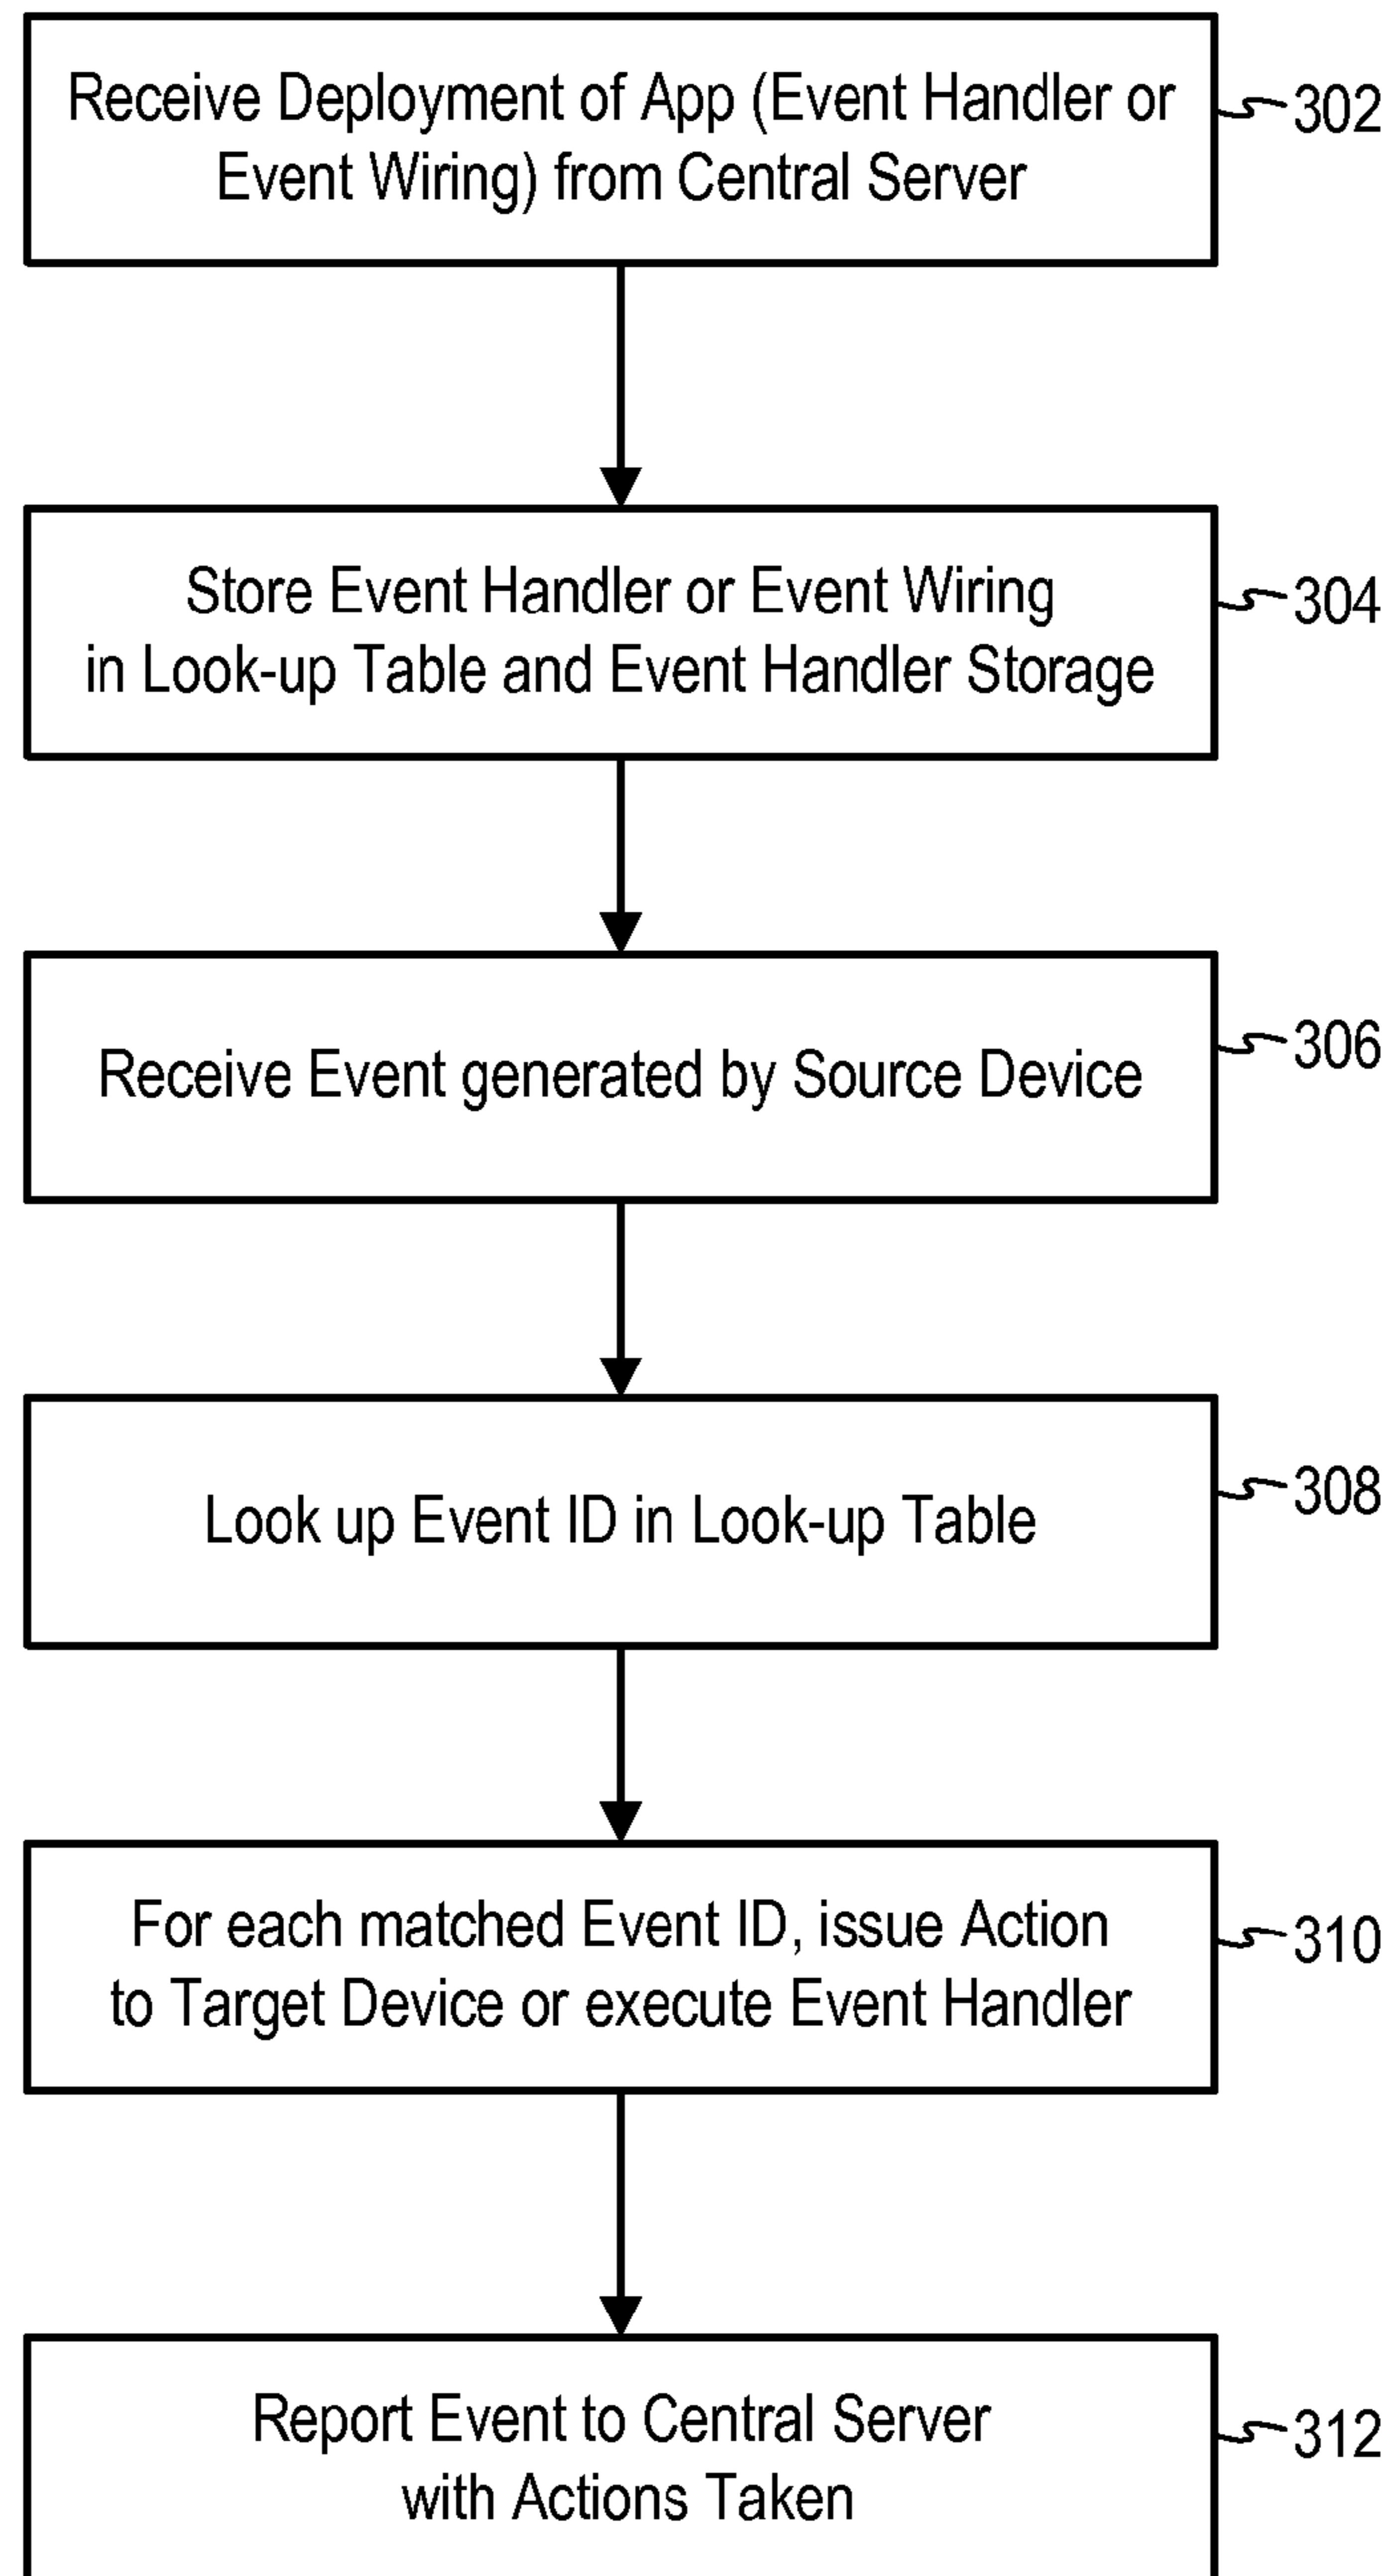 Receive Deployment of App (Event Handler or
Event Wiring) from Central Server
302
Store Event Handler or Event Wiring
in Look-up Table and Event Handler Storage
304
Receive Event generated by Source Device
306
Look up Event ID in Look-up Table
308
For each matched Event ID, issue Action
to Target Device or execute Event Handler
310
Report Event to Central Server
with Actions Taken
312